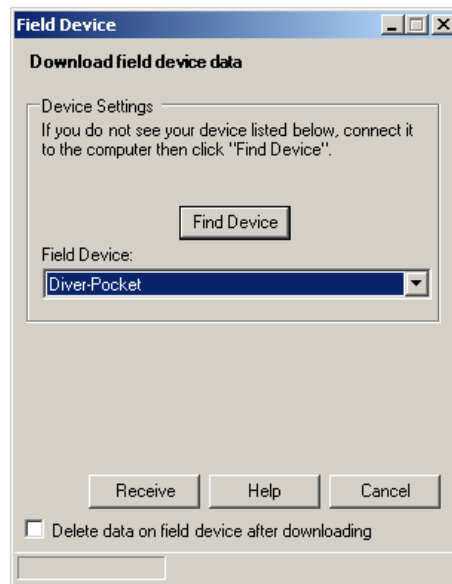 Field Device
Download field device data
Device Settings
If you do not see your device listed below, connect it
to the computer then click "Find Device".
Find Device
Field Device:
Diver-Pocket
Receive Help Cancel
Delete data on field device after downloading